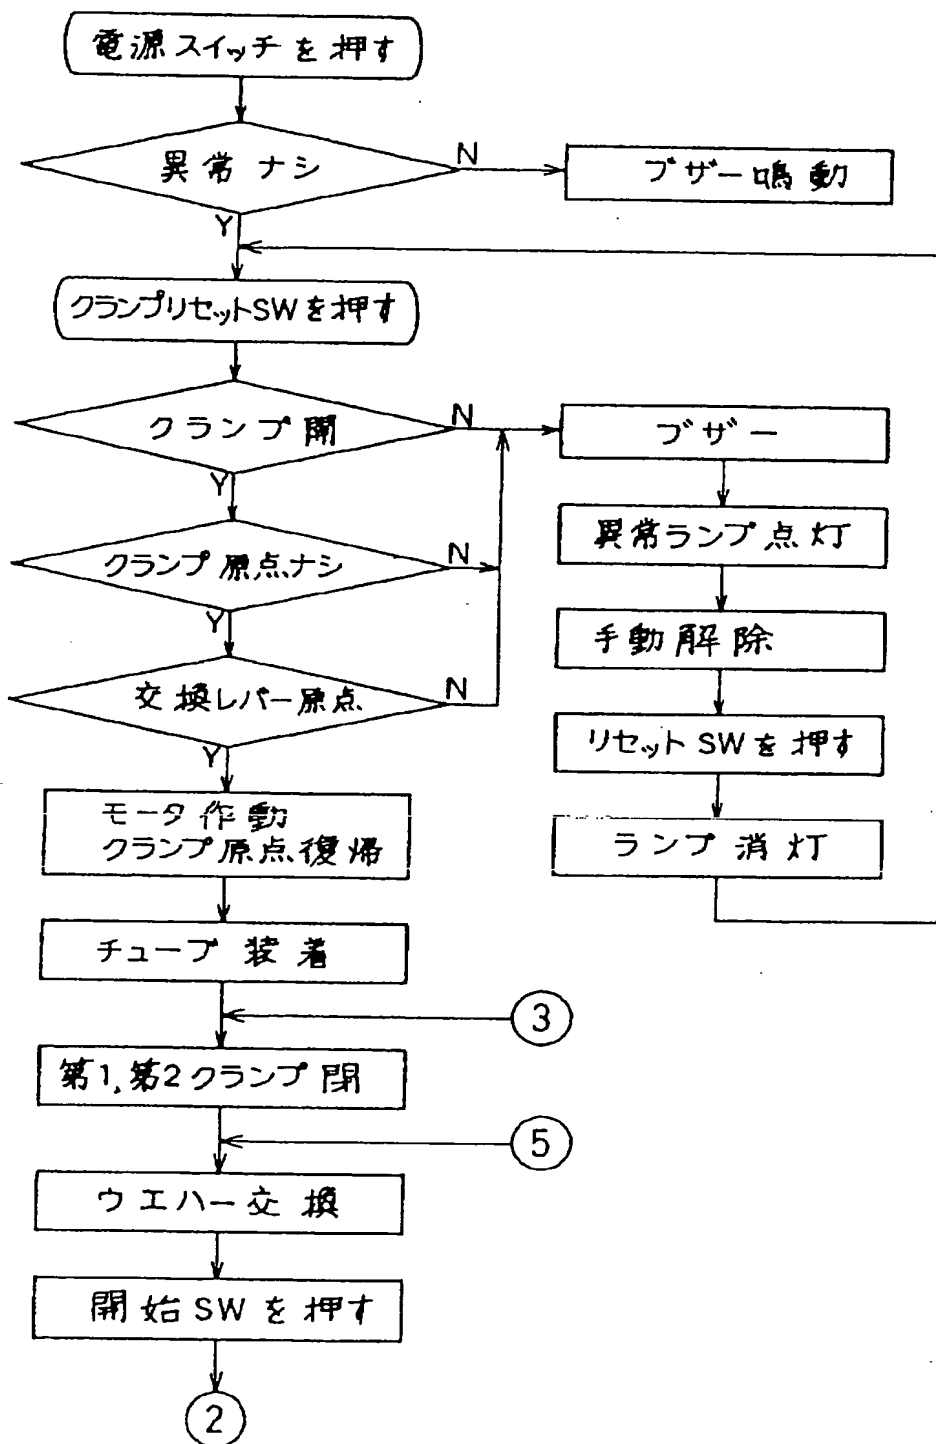 電源スイッチを押す
異常ナシ
N
ブザー鳴動
Y
クランプリセットSWを押す
クランプ開
N
ブザー
Y
異常ランプ点灯
クランプ原点ナシ
N
Y
手動解除
交換レバー原点
N
リセットSWを押す
Y
モータ作動
クランプ原点復帰
ランプ消灯
チューブ装着
3
第1,第2クランプ閉
5
ウエハー交換
開始SWを押す
2